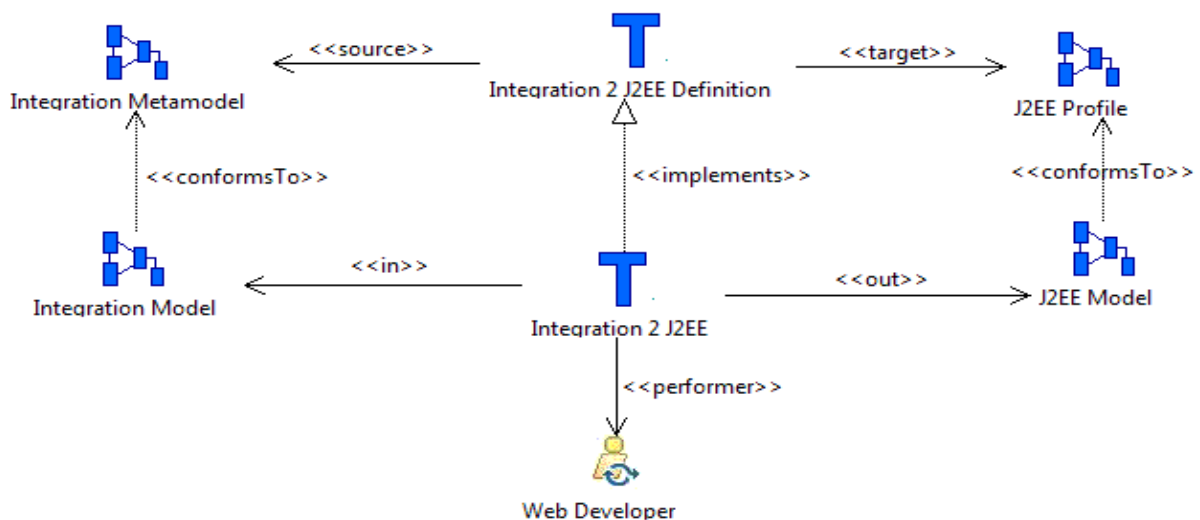 <<source>>
<<target>>
Integration Metamodel
Integration 2 J2EE Definition
J2EE Profile
<<conformsTo>>
<<implements>>
<<conformsTo>>
<<in>>
<<out>>
Integration Model
Integration 2 J2EE
J2EE Model
<<performer>>
Web Developer